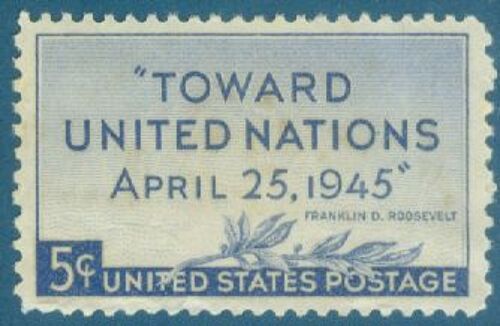 "TOWARD
UNITED NATIONS
APRIL 25, 1945"
FRANKLIN D. ROOSEVELT
5¢ UNITED STATES POSTAGE